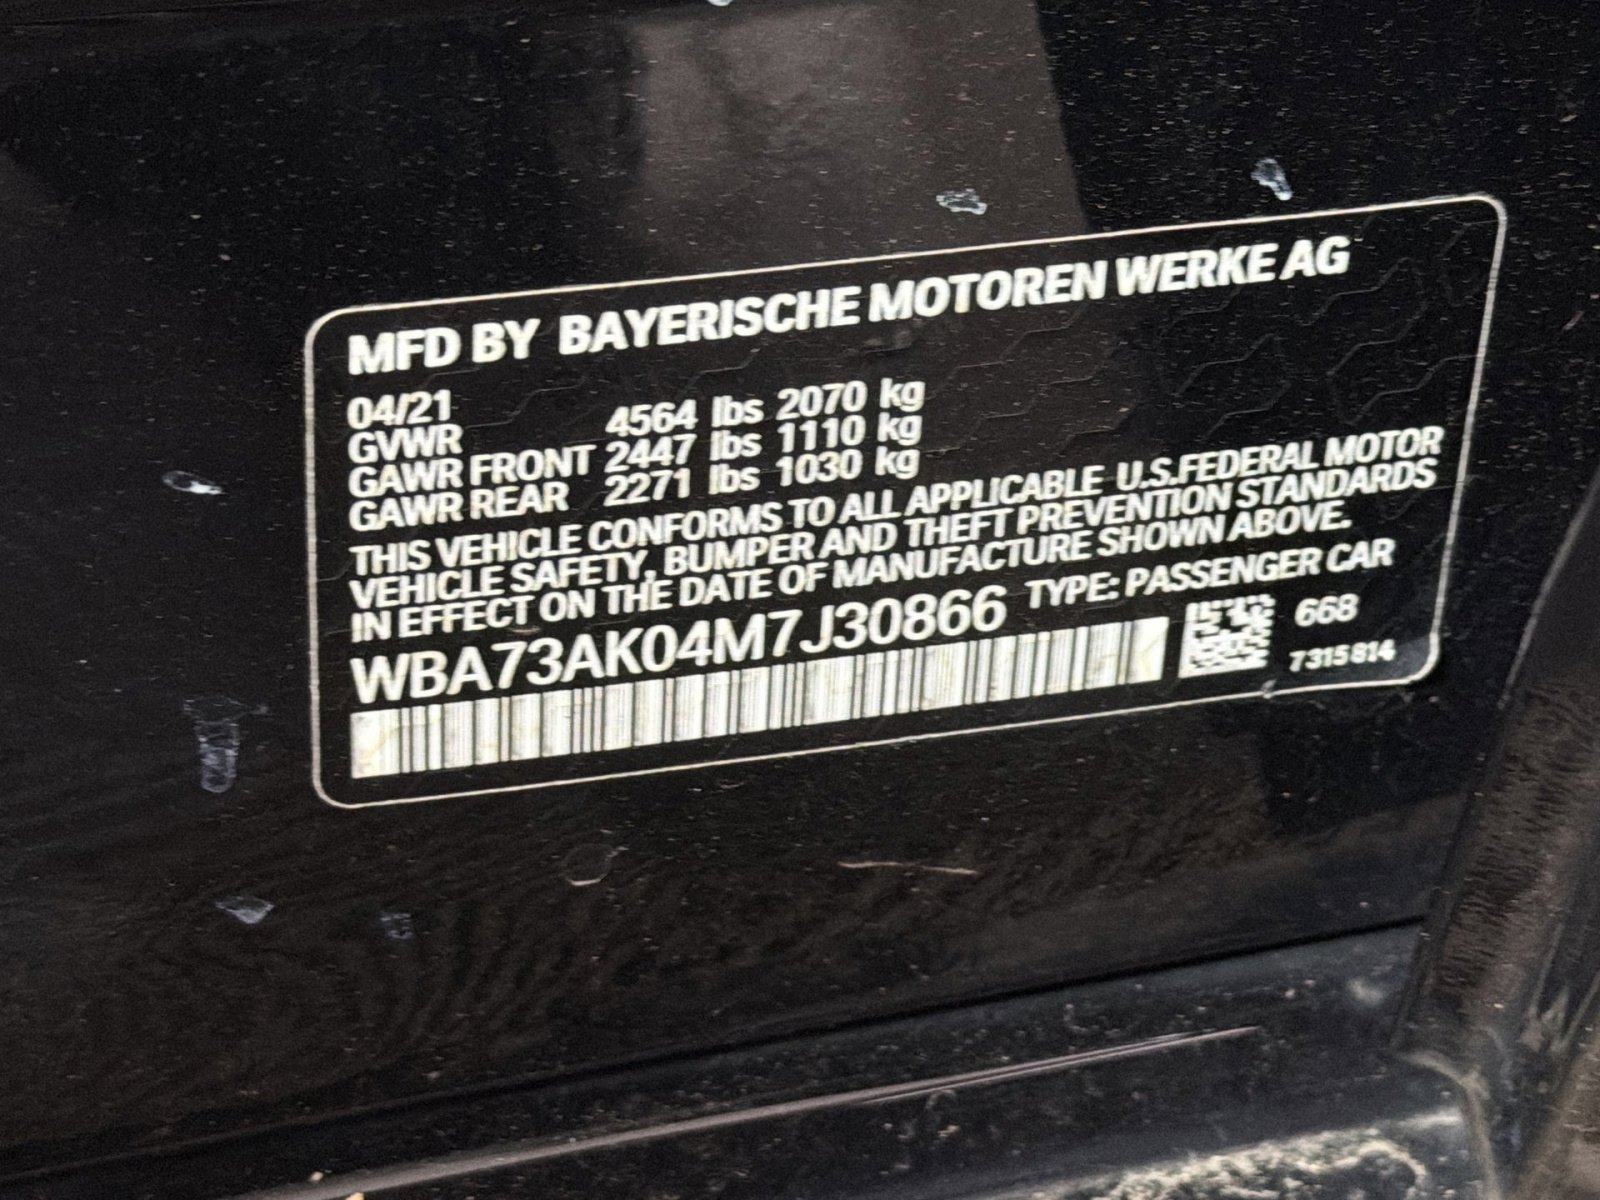 MFD BY BAYERISCHE MOTOREN WERKE AG
04/21
GVWR 4564 lbs 2070 kg
GAWR FRONT 2447 lbs 1110 kg
GAWR REAR 2271 lbs 1030 kg
THIS VEHICLE CONFORMS TO ALL APPLICABLE U.S.FEDERAL MOTOR
VEHICLE SAFETY, BUMPER AND THEFT PREVENTION STANDARDS
IN EFFECT ON THE DATE OF MANUFACTURE SHOWN ABOVE.
WBA73AK04M7J30866 TYPE: PASSENGER CAR
668
7315814